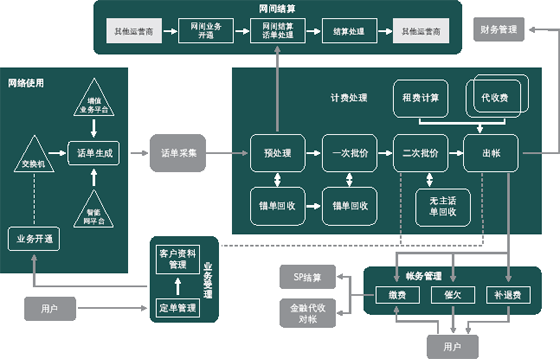 网间结算
其他运营商
网间业务
开通
网间结算
话单处理
结算处理
其他运营商
财务管理
网络使用
增值
业务平台
交换机
话单生成
智能
网平台
业务开通
话单采集
计费处理
租费计算
代收费
预处理
一次批价
二次批价
出帐
错单回收
错单回收
无主话
单回收
业务受理
客户资料
管理
定单管理
用户
SP结算
金融代收
对帐
帐务管理
缴费
催欠
补退费
用户